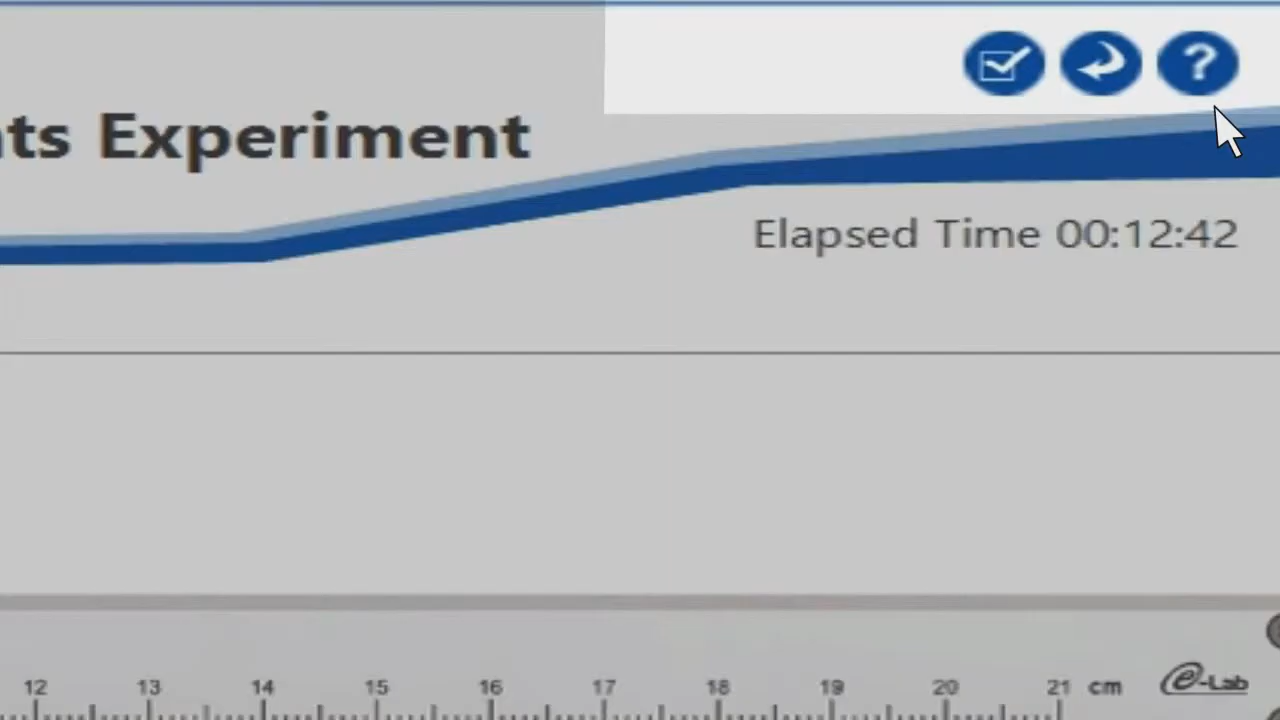 ?
ts Experiment
Elapsed Time 00:12:42
12 13 14 15 16 17 18 19 20 21 cm e-Lab